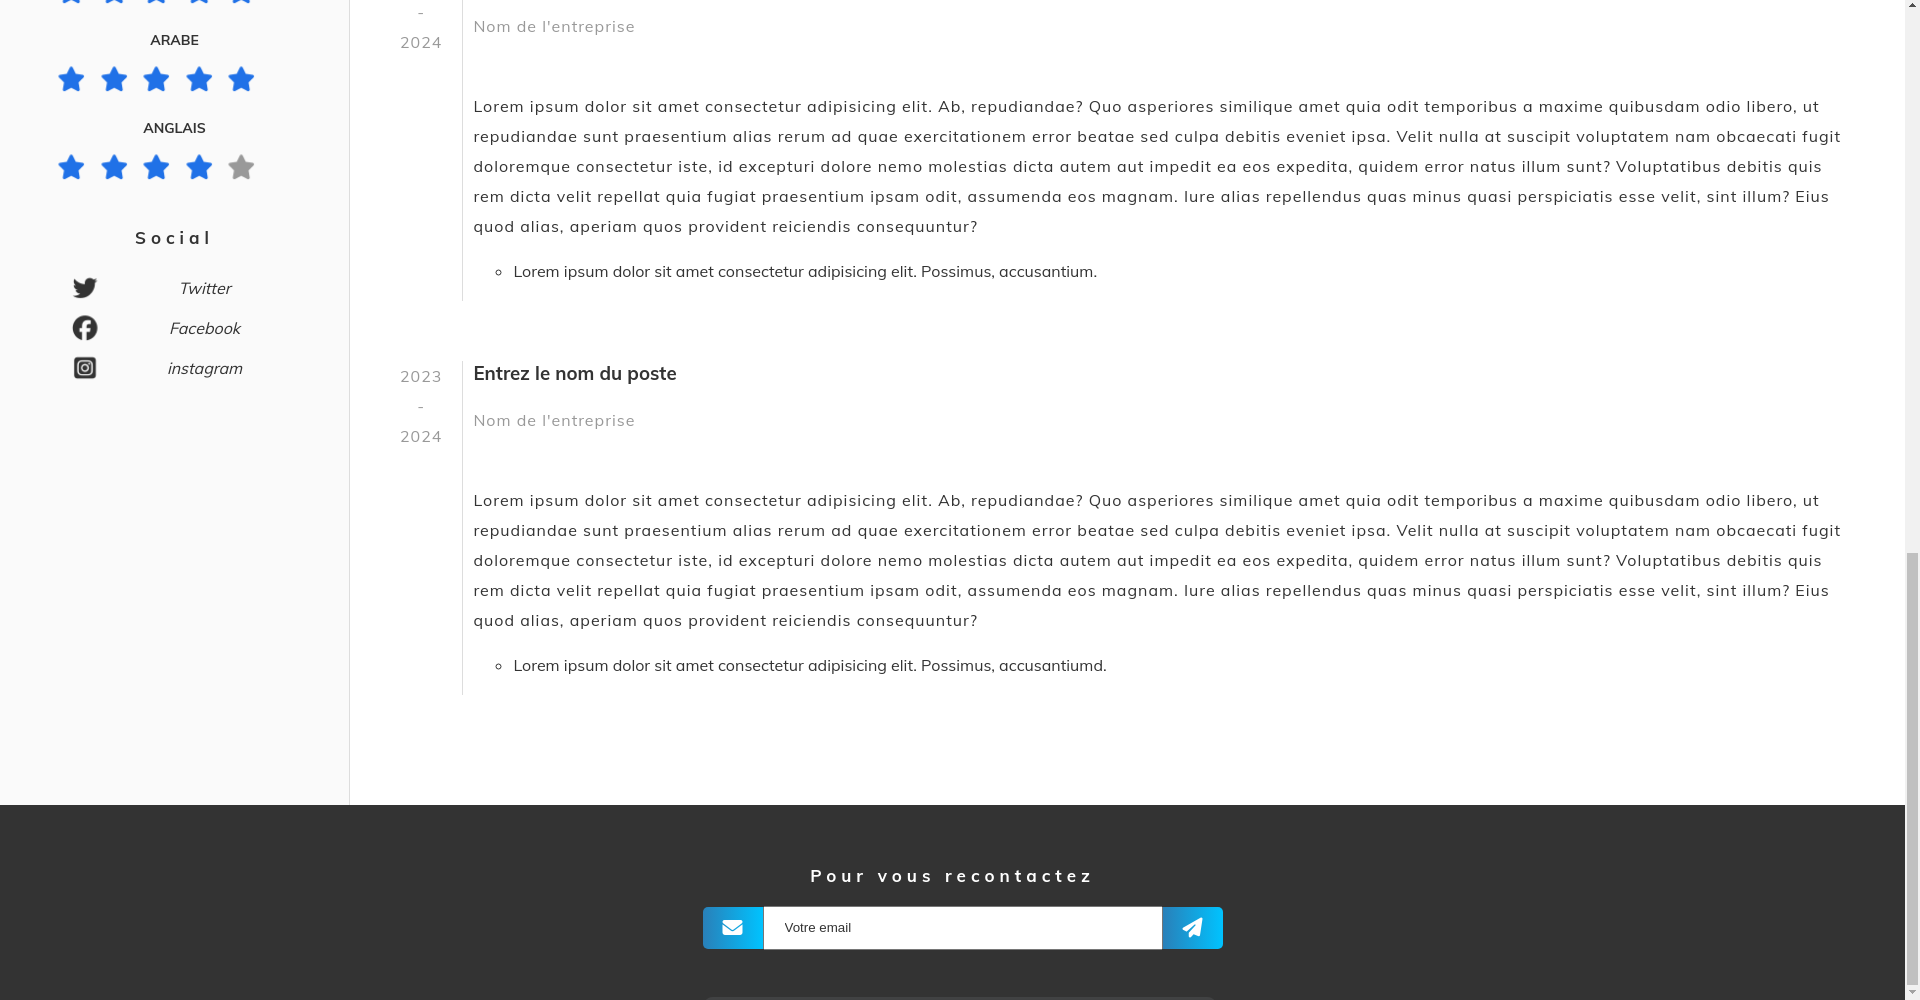 ARABE
ANGLAIS
Social
Twitter
Facebook
instagram
-
2024
Nom de l'entreprise
Lorem ipsum dolor sit amet consectetur adipisicing elit. Ab, repudiandae? Quo asperiores similique amet quia odit temporibus a maxime quibusdam odio libero, ut
repudiandae sunt praesentium alias rerum ad quae exercitationem error beatae sed culpa debitis eveniet ipsa. Velit nulla at suscipit voluptatem nam obcaecati fugit
doloremque consectetur iste, id excepturi dolore nemo molestias dicta autem aut impedit ea eos expedita, quidem error natus illum sunt? Voluptatibus debitis quis
rem dicta velit repellat quia fugiat praesentium ipsam odit, assumenda eos magnam. Iure alias repellendus quas minus quasi perspiciatis esse velit, sint illum? Eius
quod alias, aperiam quos provident reiciendis consequuntur?
Lorem ipsum dolor sit amet consectetur adipisicing elit. Possimus, accusantium.
2023
-
2024
Entrez le nom du poste
Nom de l'entreprise
Lorem ipsum dolor sit amet consectetur adipisicing elit. Ab, repudiandae? Quo asperiores similique amet quia odit temporibus a maxime quibusdam odio libero, ut
repudiandae sunt praesentium alias rerum ad quae exercitationem error beatae sed culpa debitis eveniet ipsa. Velit nulla at suscipit voluptatem nam obcaecati fugit
doloremque consectetur iste, id excepturi dolore nemo molestias dicta autem aut impedit ea eos expedita, quidem error natus illum sunt? Voluptatibus debitis quis
rem dicta velit repellat quia fugiat praesentium ipsam odit, assumenda eos magnam. Iure alias repellendus quas minus quasi perspiciatis esse velit, sint illum? Eius
quod alias, aperiam quos provident reiciendis consequuntur?
Lorem ipsum dolor sit amet consectetur adipisicing elit. Possimus, accusantiumd.
Pour vous recontactez
Votre email